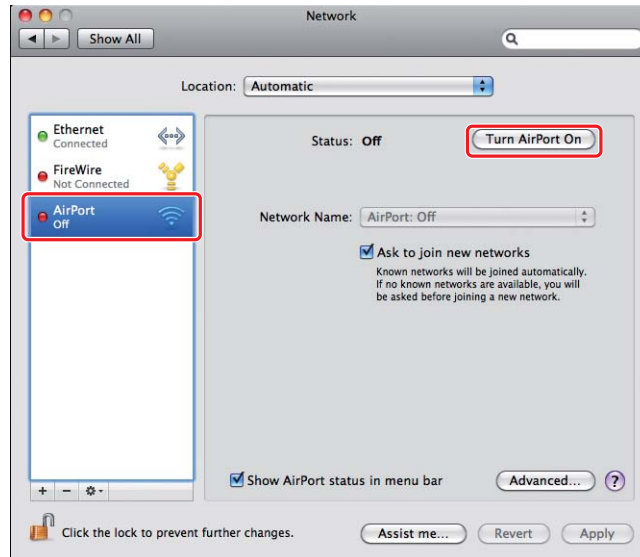 Network
Show All
Location: Automatic
Ethernet
Connected
FireWire
Not Connected
AirPort
Off
Status: Off
Turn AirPort On
Network Name: AirPort: Off
Ask to join new networks
Known networks will be joined automatically.
If no known networks are available, you will
be asked before joining a new network.
Show AirPort status in menu bar
Advanced...
?
+ −
Click the lock to prevent further changes.
Assist me...
Revert
Apply